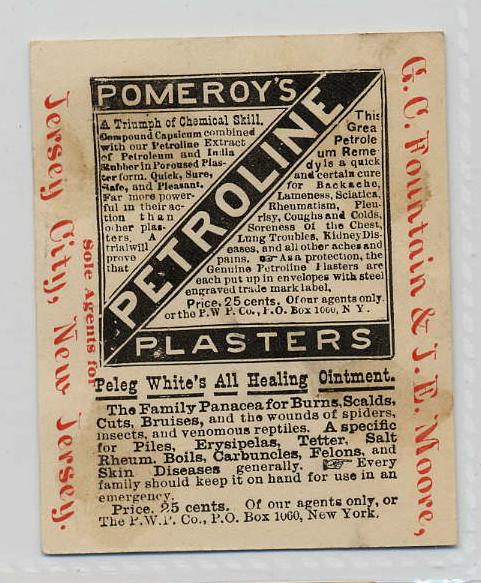 POMEROY'S
PETROLINE
PLASTERS
A Triumph of Chemical Skill.
Compound Capsicum combined
with our Petroline Extract
of Petroleum and India
Rubber in Poroused Plas-
ter form. Quick, Sure,
Safe, and Pleasant.
Far more power-
ful in their ac-
tion than
other plas-
ters. A
trial will
prove
that
This
Grea
Petrole
um Reme
dy is a quick
and certain cure
for Backache,
Lameness, Sciatica,
Rheumatism, Pleu-
risy, Coughs and Colds,
Soreness of the Chest,
Lung Troubles, Kidney Dis-
eases, and all other aches and
pains. ☞ As a protection, the
Genuine Petroline Plasters are
each put up in envelopes with steel
engraved trade mark label.
Price, 25 cents. Of our agents only.
or the P.W P. Co., P.O. Box 1060, N Y.
Peleg White's All Healing Ointment.
The Family Panacea for Burns, Scalds,
Cuts, Bruises, and the wounds of spiders,
insects, and venomous reptiles. A specific
for Piles, Erysipelas, Tetter, Salt
Rheum, Boils, Carbuncles, Felons, and
Skin Diseases generally. ☞ Every
family should keep it on hand for use in an
emergency.
Price, 25 cents. Of our agents only, or
The P.W.P. Co., P.O. Box 1060, New York.
Sole Agents for
Jersey City, New Jersey.
G. C. Fountain & J. E. Moore,